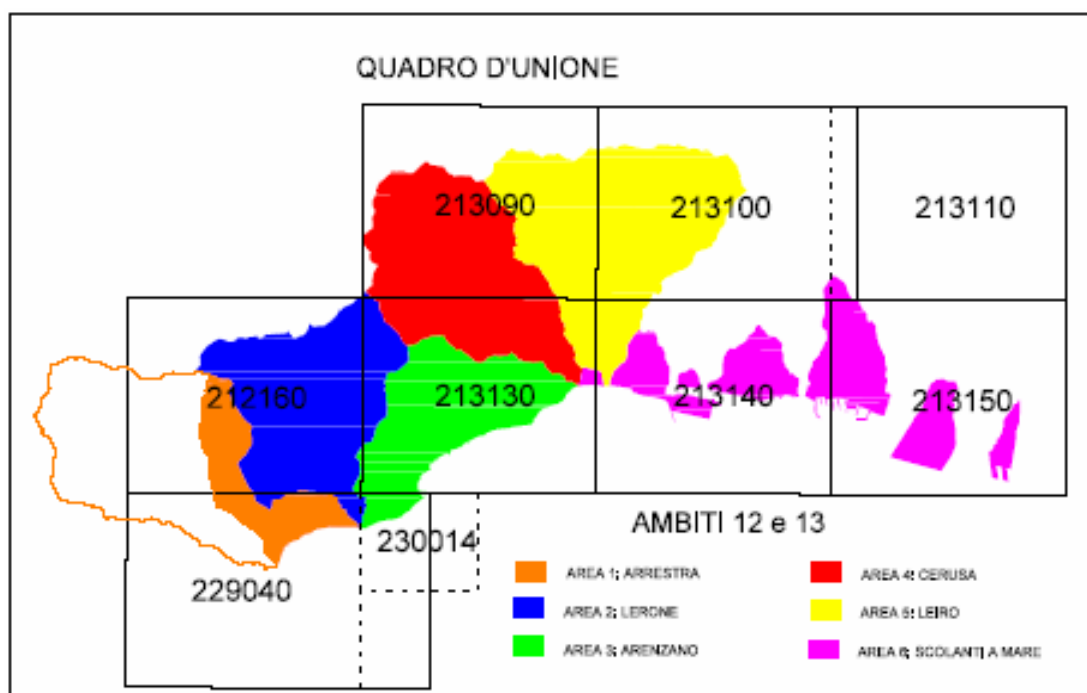 QUADRO D'UNIONE
213090
213100
213110
212160
213130
213140
213150
AMBITI 12 e 13
230014
229040
AREA 1; ARRESTRA
AREA 4; CERUSA
AREA 2; LERONE
AREA 5; LEIRO
AREA 3; ARENZANO
AREA 6; SCOLANTI A MARE